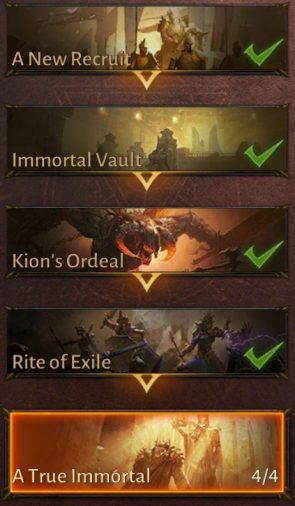 A New Recruit
Immortal Vault
Kion's Ordeal
Rite of Exile
A True Immortal
4/4